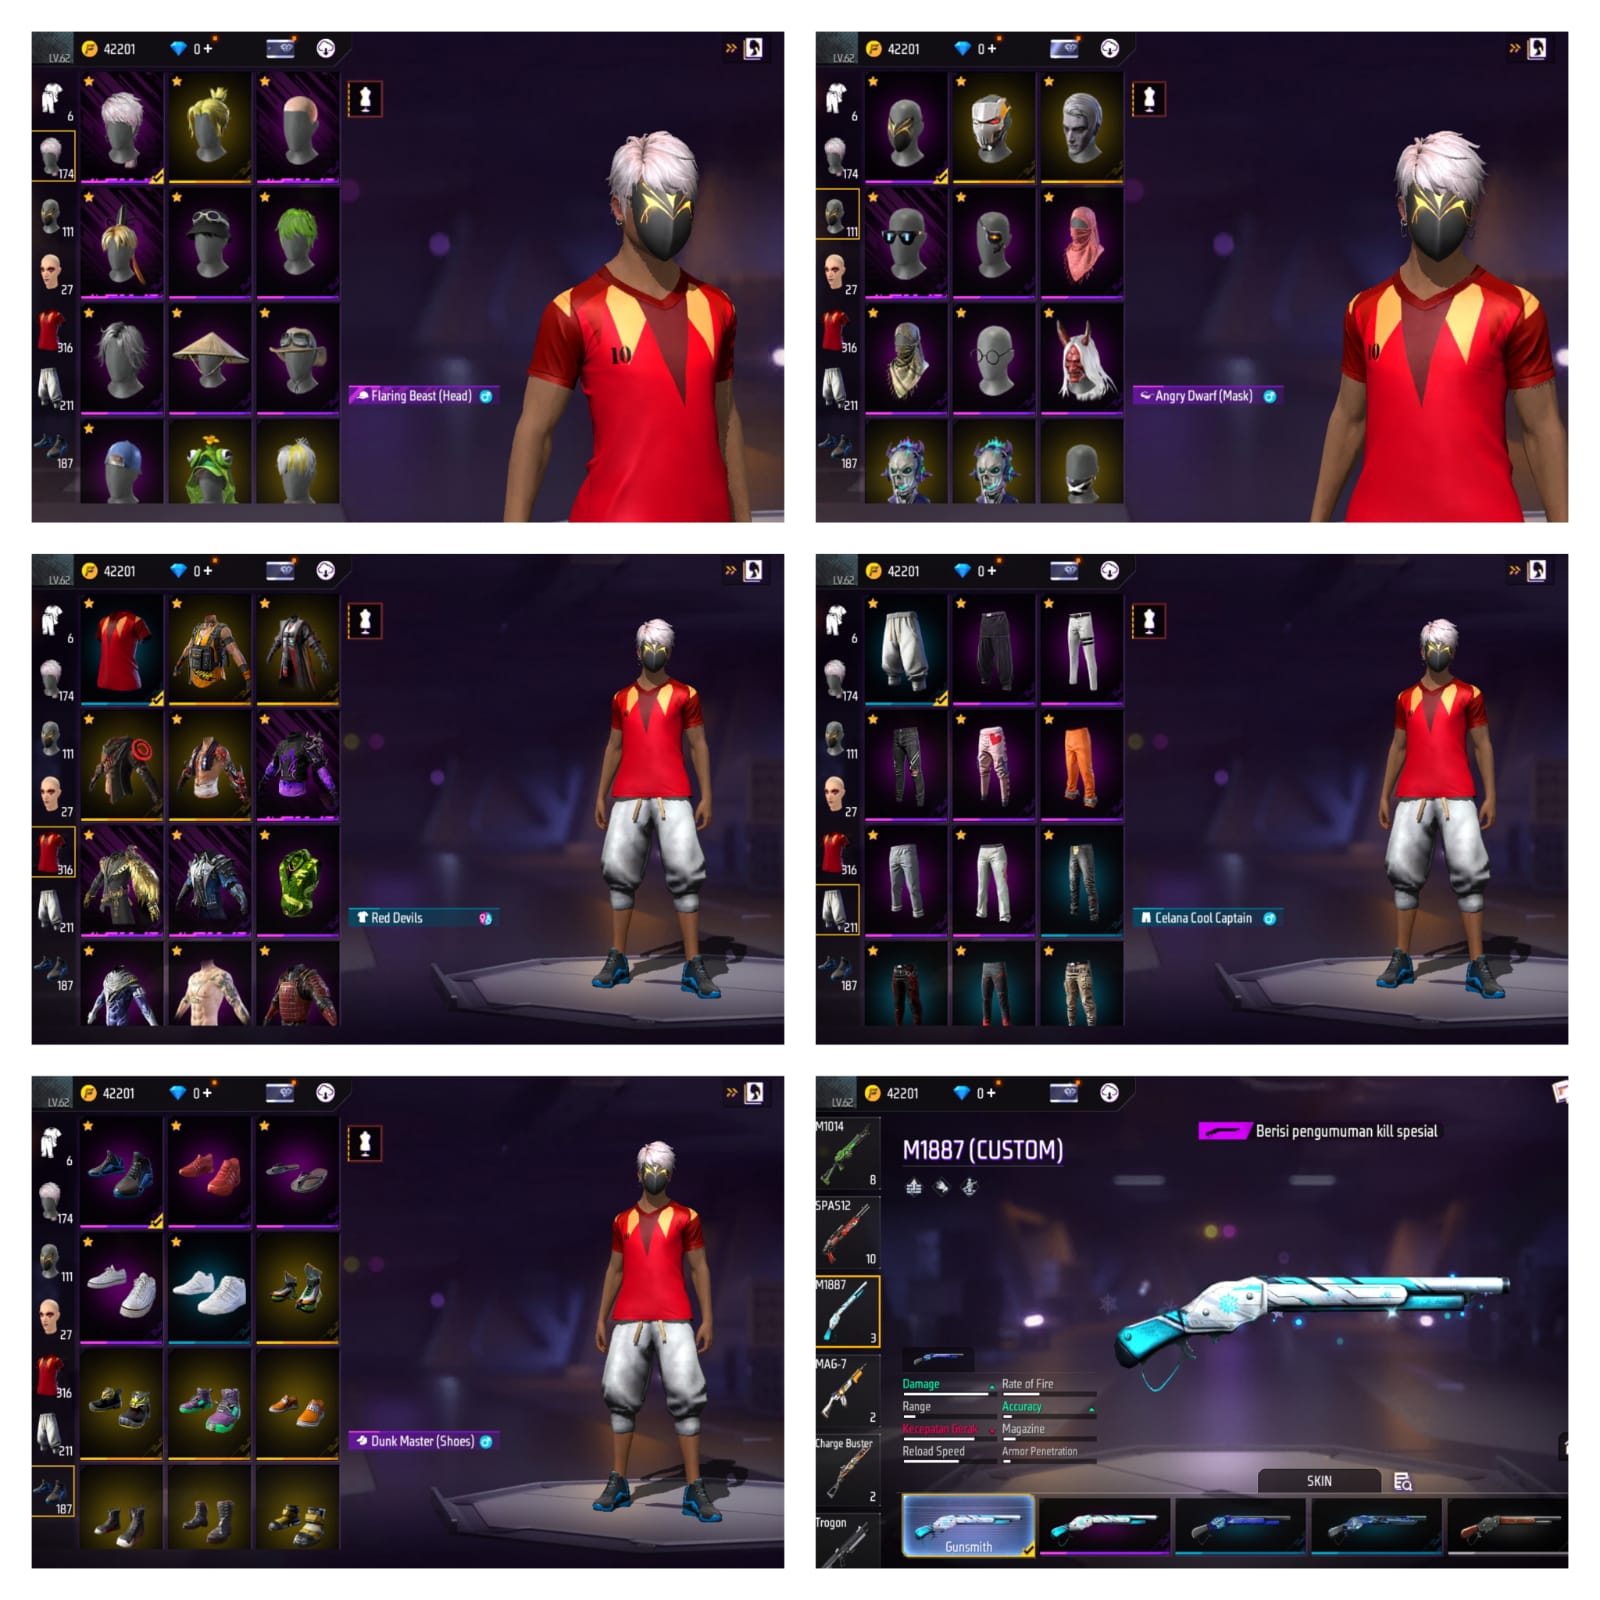 LV.62 42201 0 +
6
174
111
27
316
211
187
10
Flaring Beast (Head)
LV.62 42201 0 +
6
174
111
27
316
211
187
10
Angry Dwarf (Mask)
LV.62 42201 0 +
6
174
111
27
316
211
187
Red Devils
LV.62 42201 0 +
6
174
111
27
316
211
187
Celana Cool Captain
LV.62 42201 0 +
6
174
111
27
316
211
187
Dunk Master (Shoes)
LV.62 42201 0 +
M1014
8
SPAS12
10
M1887
3
MAG-7
2
Charge Buster
2
Trogon
M1887 (CUSTOM)
Berisi pengumuman kill spesial
Damage Rate of Fire
Range Accuracy
Kecepatan Gerak Magazine
Reload Speed Armor Penetration
SKIN
Gunsmith